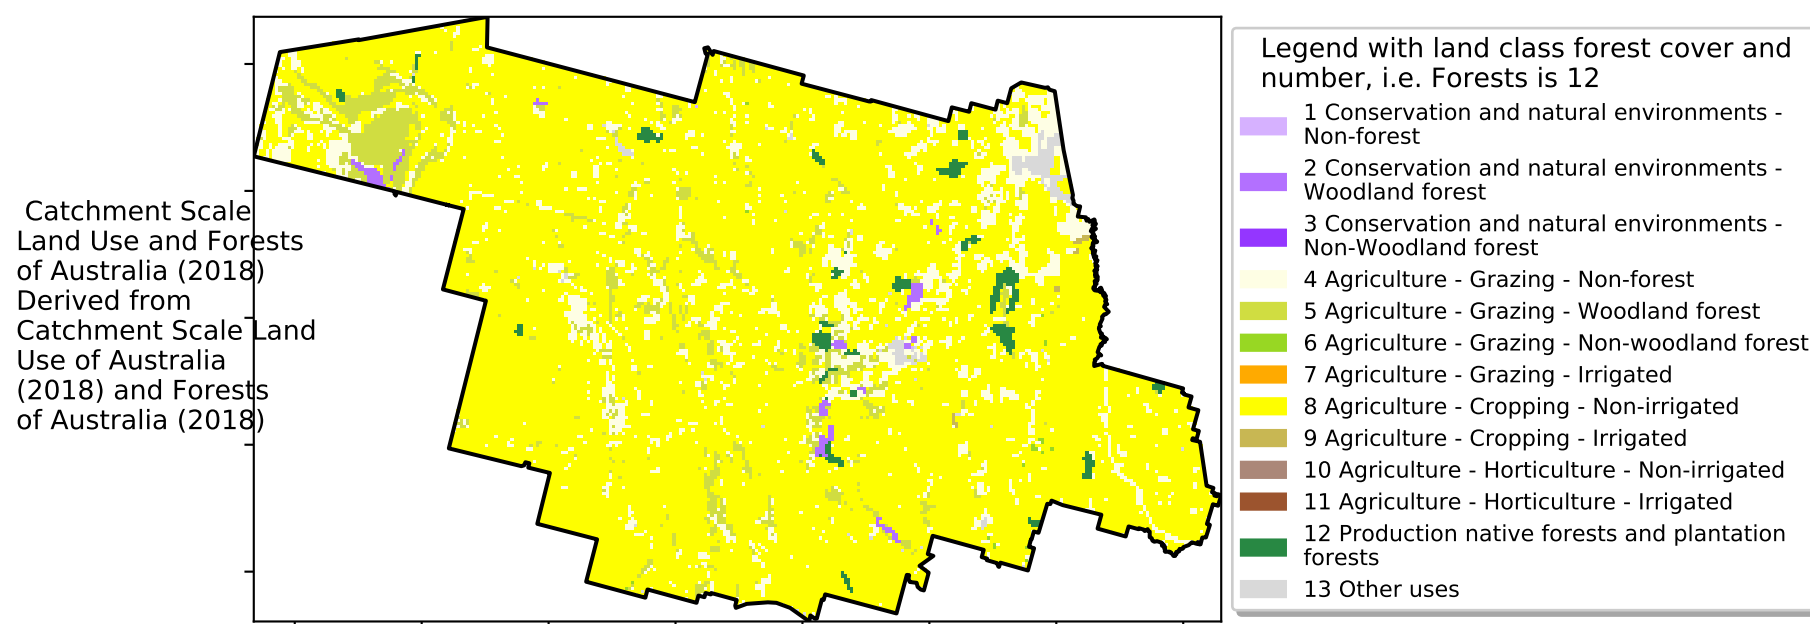 Catchment Scale
Land Use and Forests
of Australia (2018)
Derived from
Catchment Scale Land
Use of Australia
(2018) and Forests
of Australia (2018)
Legend with land class forest cover and
number, i.e. Forests is 12
1 Conservation and natural environments -
Non-forest
2 Conservation and natural environments -
Woodland forest
3 Conservation and natural environments -
Non-Woodland forest
4 Agriculture - Grazing - Non-forest
5 Agriculture - Grazing - Woodland forest
6 Agriculture - Grazing - Non-woodland forest
7 Agriculture - Grazing - Irrigated
8 Agriculture - Cropping - Non-irrigated
9 Agriculture - Cropping - Irrigated
10 Agriculture - Horticulture - Non-irrigated
11 Agriculture - Horticulture - Irrigated
12 Production native forests and plantation
forests
13 Other uses